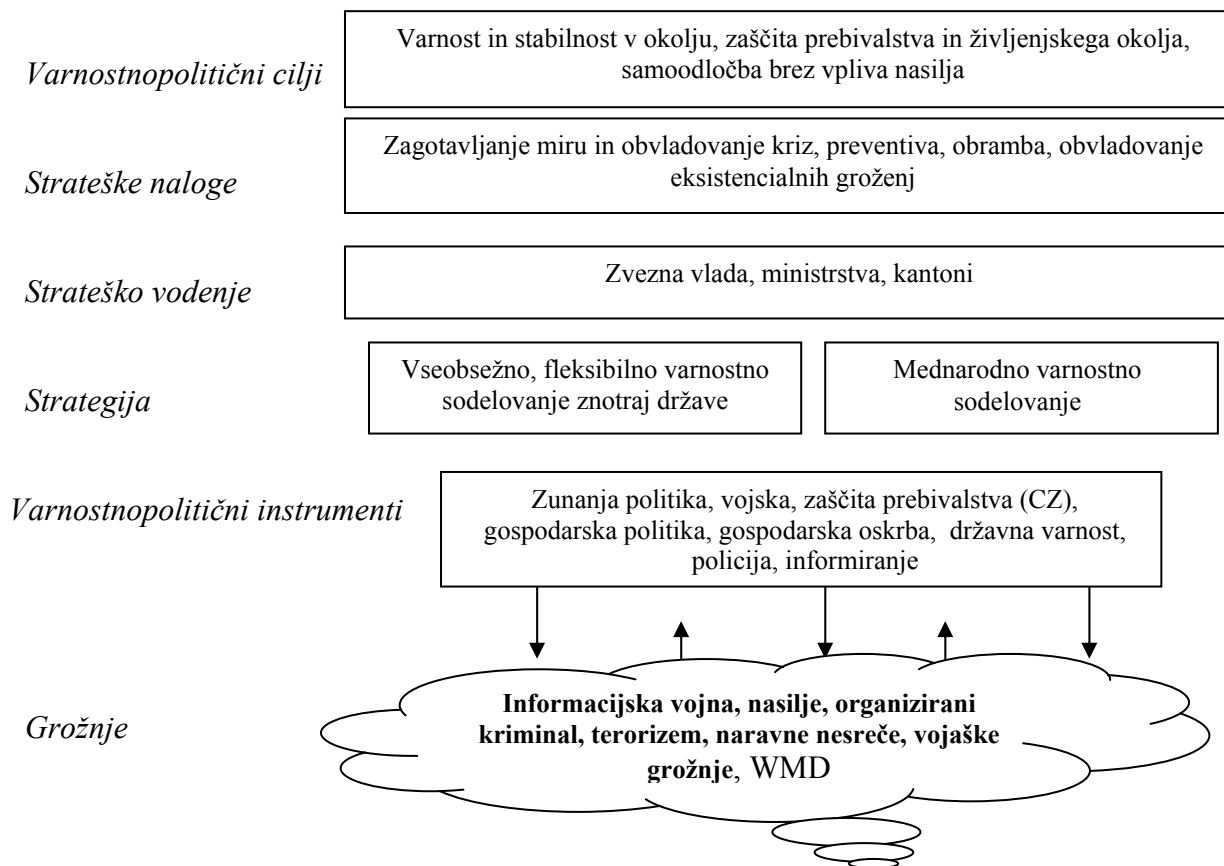 Varnostnopolitični cilji
Varnost in stabilnost v okolju, zaščita prebivalstva in življenjskega okolja,
samoodločba brez vpliva nasilja
Strateške naloge
Zagotavljanje miru in obvladovanje kriz, preventiva, obramba, obvladovanje
eksistencialnih groženj
Strateško vodenje
Zvezna vlada, ministrstva, kantoni
Strategija
Vseobsežno, fleksibilno varnostno
sodelovanje znotraj države
Mednarodno varnostno
sodelovanje
Varnostnopolitični instrumenti
Zunanja politika, vojska, zaščita prebivalstva (CZ),
gospodarska politika, gospodarska oskrba, državna varnost,
policija, informiranje
Grožnje
Informacijska vojna, nasilje, organizirani
kriminal, terorizem, naravne nesreče, vojaške
grožnje, WMD